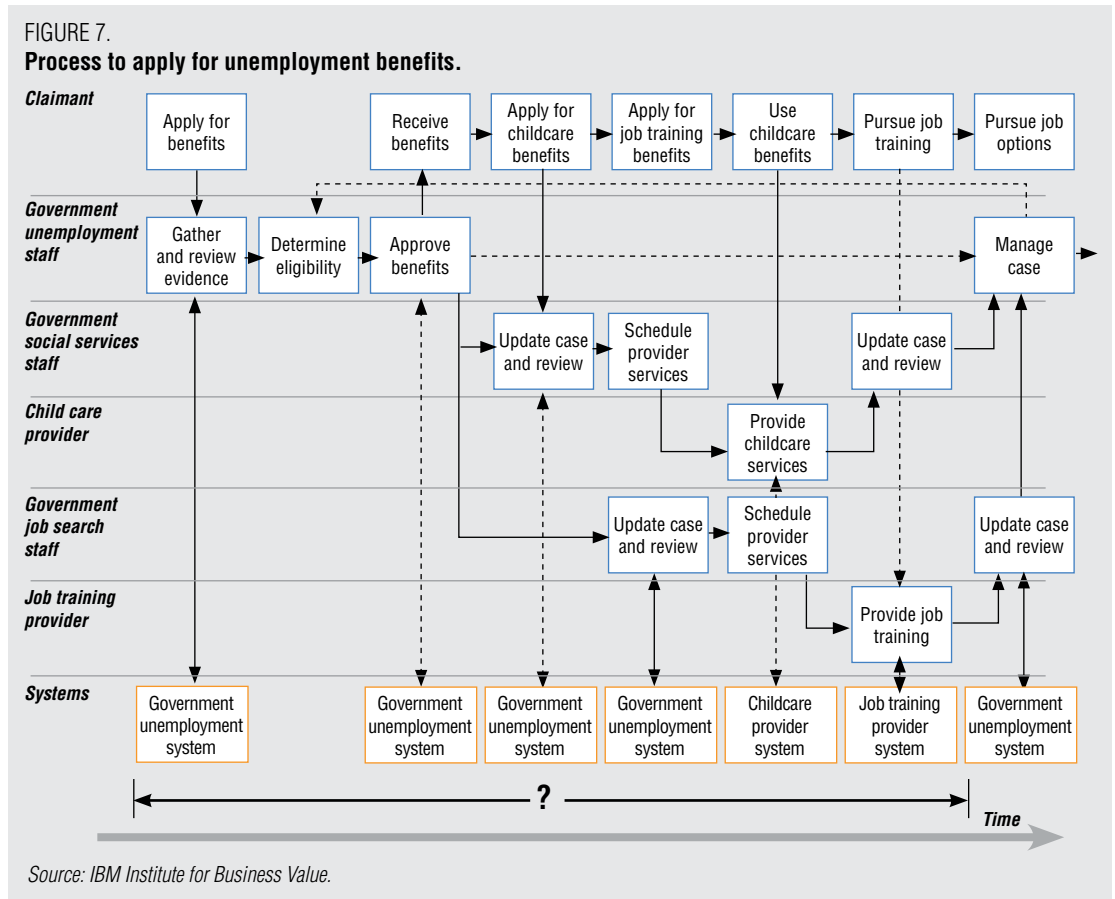 FIGURE 7.
Process to apply for unemployment benefits.
Claimant
Apply for
benefits
Receive
benefits
Apply for
childcare
benefits
Apply for
job training
benefits
Use
childcare
benefits
Pursue job
training
Pursue job
options
Government
unemployment
staff
Gather
and review
evidence
Determine
eligibility
Approve
benefits
Manage
case
Government
social services
staff
Update case
and review
Schedule
provider
services
Update case
and review
Child care
provider
Provide
childcare
services
Government
job search
staff
Update case
and review
Schedule
provider
services
Update case
and review
Job training
provider
Provide job
training
Systems
Government
unemployment
system
Government
unemployment
system
Government
unemployment
system
Government
unemployment
system
Childcare
provider
system
Job training
provider
system
Government
unemployment
system
?
Time
Source: IBM Institute for Business Value.